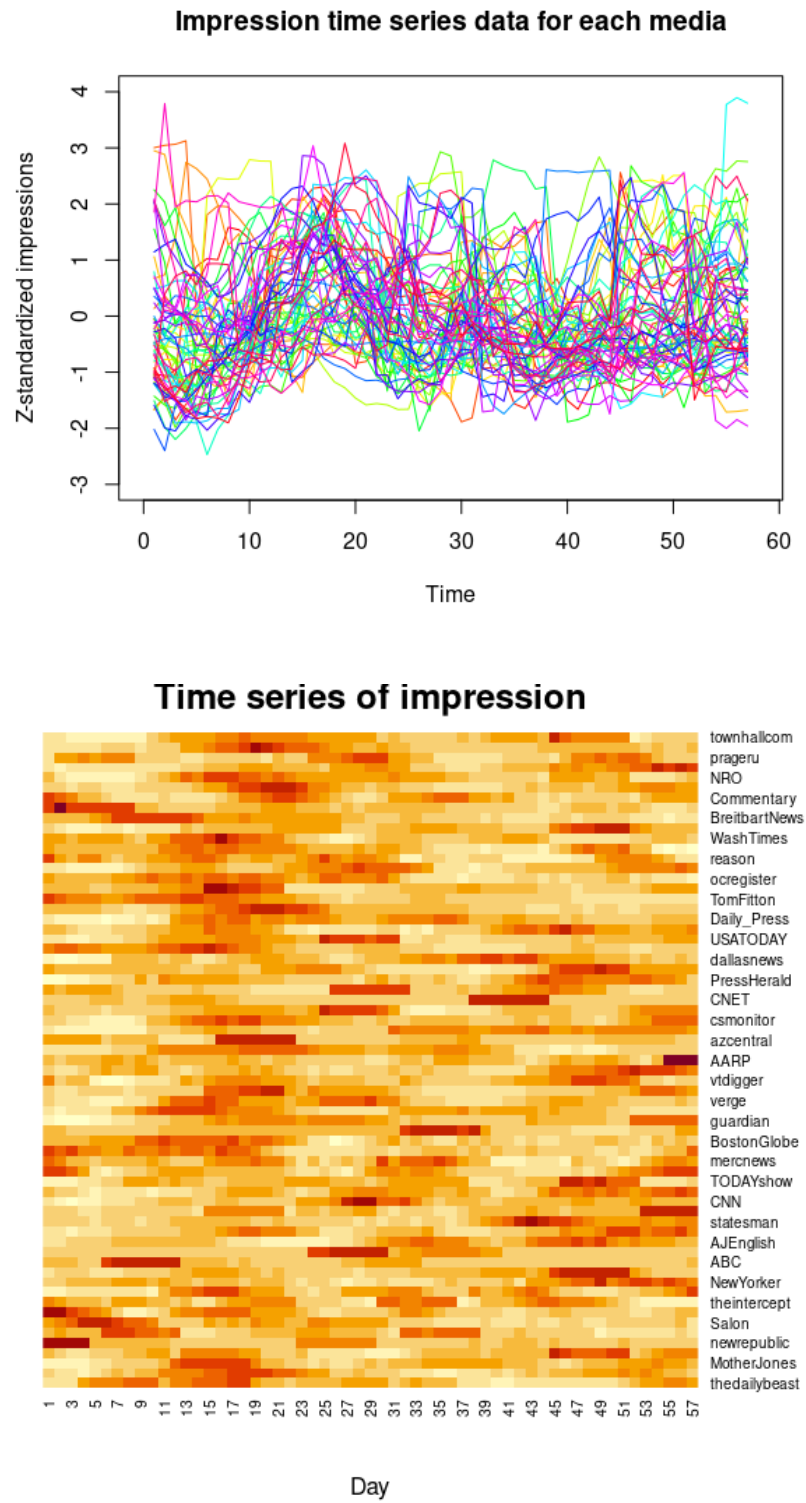 Impression time series data for each media
Z-standardized impressions
4
3
2
1
0
-1
-2
-3
0 10 20 30 40 50 60
Time
Time series of impression
townhallcom
prageru
NRO
Commentary
BreitbartNews
WashTimes
reason
ocregister
TomFitton
Daily_Press
USATODAY
dallasnews
PressHerald
CNET
csmonitor
azcentral
AARP
vtdigger
verge
guardian
BostonGlobe
mercnews
TODAYshow
CNN
statesman
AJEnglish
ABC
NewYorker
theintercept
Salon
newrepublic
MotherJones
thedailybeast
1 3 5 7 9 11 13 15 17 19 21 23 25 27 29 31 33 35 37 39 41 43 45 47 49 51 53 55 57
Day